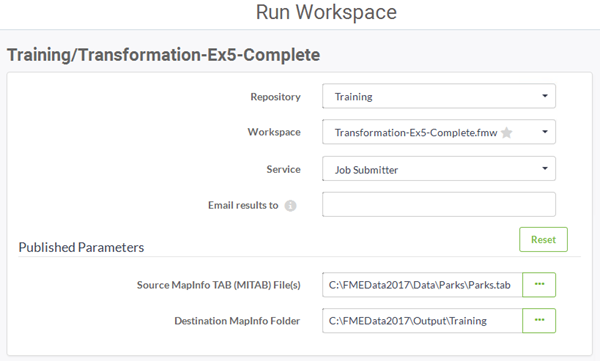 Run Workspace
Training/Transformation-Ex5-Complete
Repository Training
Workspace Transformation-Ex5-Complete.fmw
Service Job Submitter
Email results to
Reset
Published Parameters
Source MapInfo TAB (MITAB) File(s) C:\FMEData2017\Data\Parks\Parks.tab
Destination MapInfo Folder C:\FMEData2017\Output\Training